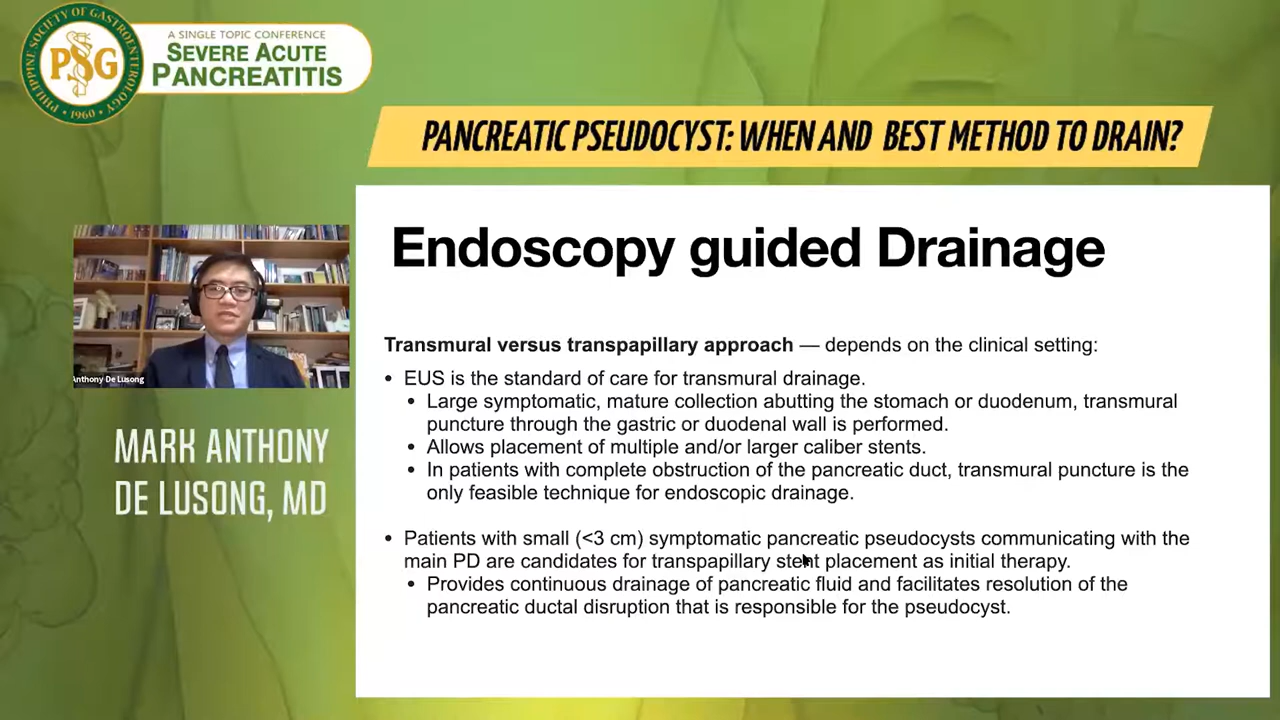 PHILIPPINE SOCIETY OF GASTROENTEROLOGY
PSG
1960
A SINGLE TOPIC CONFERENCE
SEVERE ACUTE
PANCREATITIS
PANCREATIC PSEUDOCYST: WHEN AND BEST METHOD TO DRAIN?
Anthony De Lusong
MARK ANTHONY
DE LUSONG, MD
Endoscopy guided Drainage
Transmural versus transpapillary approach — depends on the clinical setting:
• EUS is the standard of care for transmural drainage.
• Large symptomatic, mature collection abutting the stomach or duodenum, transmural
puncture through the gastric or duodenal wall is performed.
• Allows placement of multiple and/or larger caliber stents.
• In patients with complete obstruction of the pancreatic duct, transmural puncture is the
only feasible technique for endoscopic drainage.
• Patients with small (<3 cm) symptomatic pancreatic pseudocysts communicating with the
main PD are candidates for transpapillary stent placement as initial therapy.
• Provides continuous drainage of pancreatic fluid and facilitates resolution of the
pancreatic ductal disruption that is responsible for the pseudocyst.